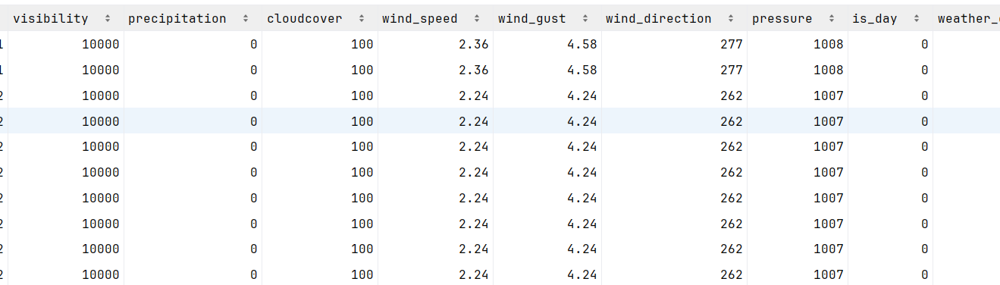 visibility precipitation cloudcover wind_speed wind_gust wind_direction pressure is_day weather_
1 10000 0 100 2.36 4.58 277 1008 0
1 10000 0 100 2.36 4.58 277 1008 0
2 10000 0 100 2.24 4.24 262 1007 0
2 10000 0 100 2.24 4.24 262 1007 0
2 10000 0 100 2.24 4.24 262 1007 0
2 10000 0 100 2.24 4.24 262 1007 0
2 10000 0 100 2.24 4.24 262 1007 0
2 10000 0 100 2.24 4.24 262 1007 0
2 10000 0 100 2.24 4.24 262 1007 0
2 10000 0 100 2.24 4.24 262 1007 0